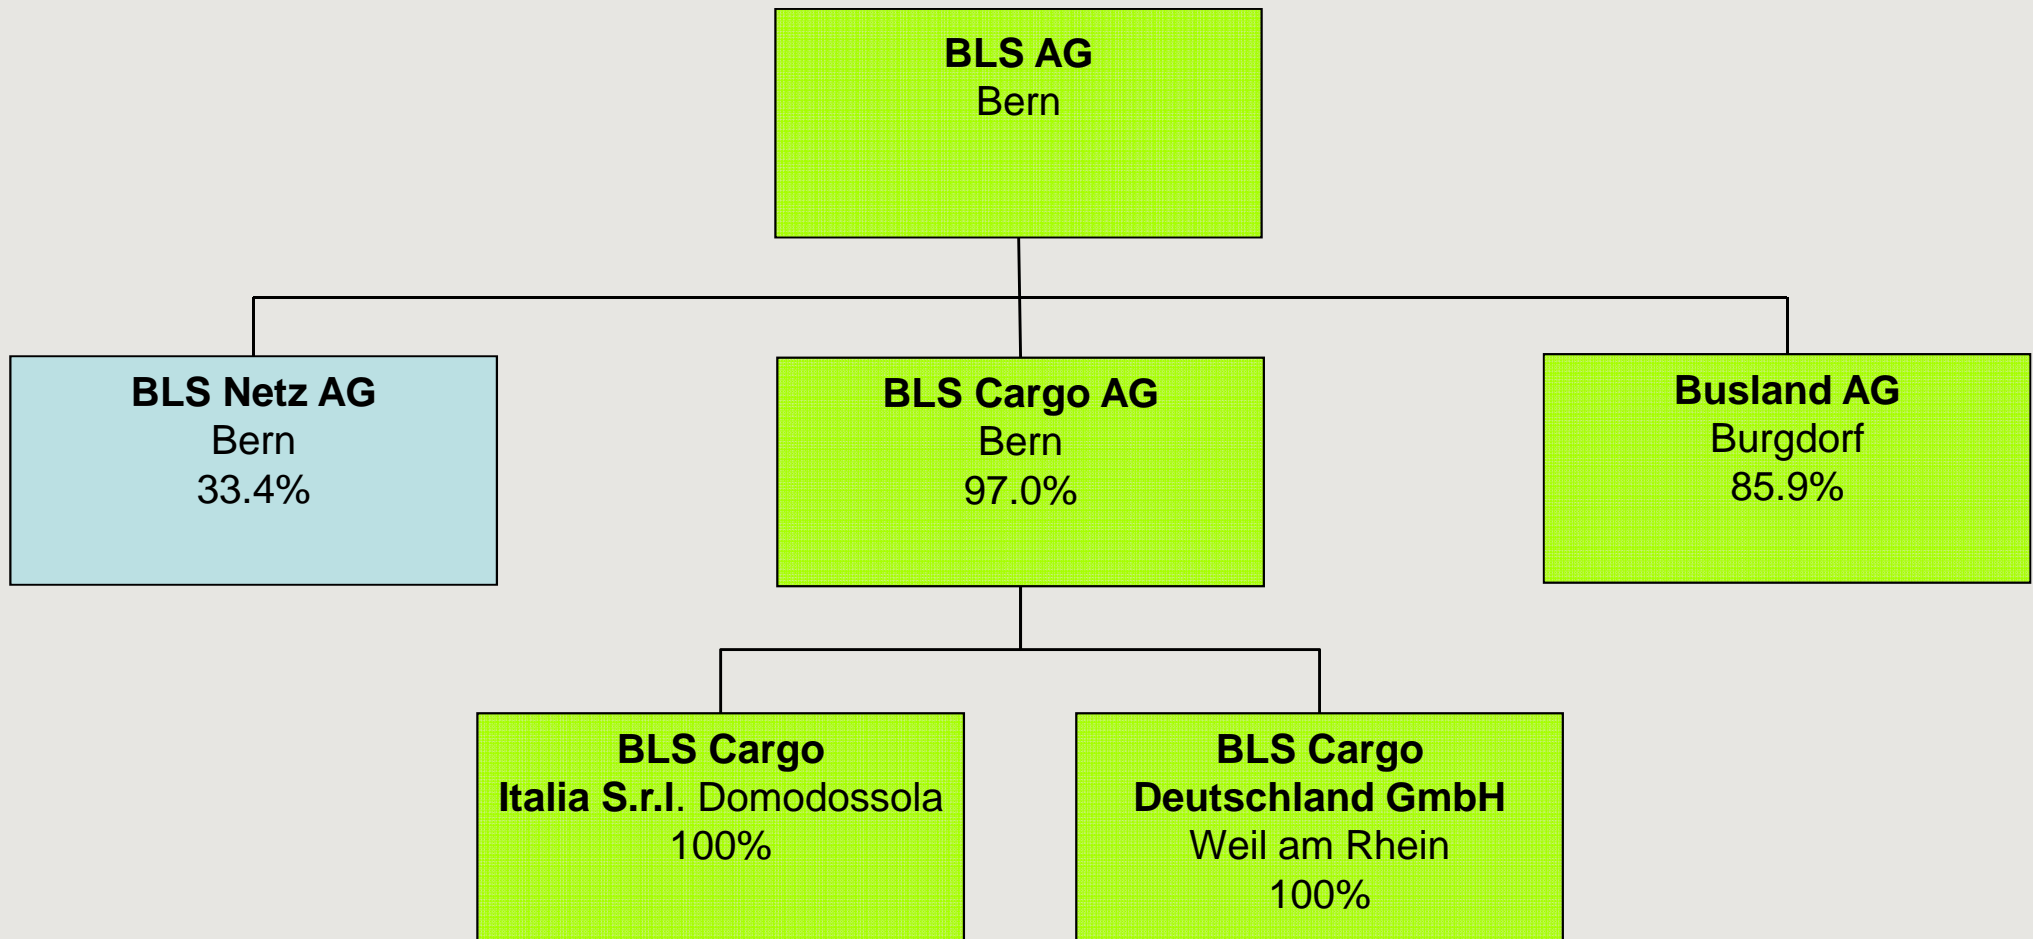 BLS AG
Bern
BLS Netz AG
Bern
33.4%
BLS Cargo AG
Bern
97.0%
Busland AG
Burgdorf
85.9%
BLS Cargo
Italia S.r.l. Domodossola
100%
BLS Cargo
Deutschland GmbH
Weil am Rhein
100%